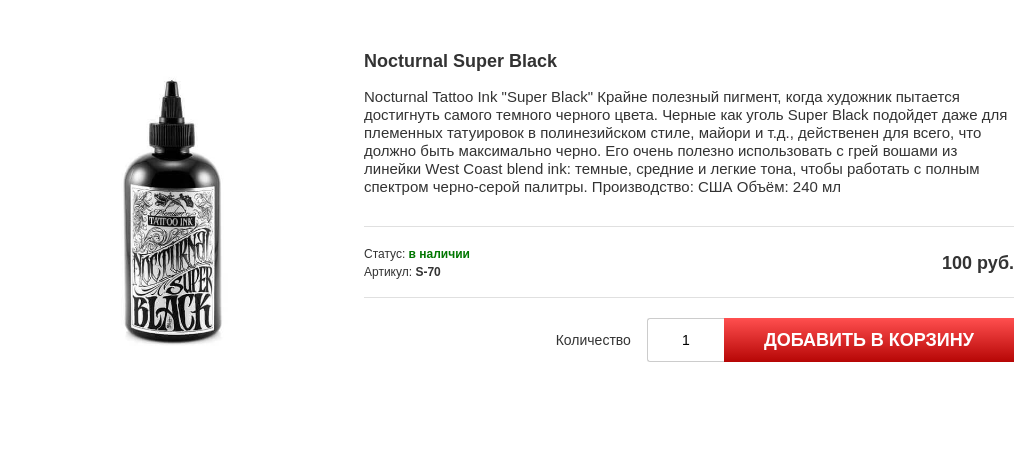 Nocturnal Super Black
Nocturnal Tattoo Ink "Super Black" Крайне полезный пигмент, когда художник пытается
достигнуть самого темного черного цвета. Черные как уголь Super Black подойдет даже для
племенных татуировок в полинезийском стиле, майори и т.д., действенен для всего, что
должно быть максимально черно. Его очень полезно использовать с грей вошами из
линейки West Coast blend ink: темные, средние и легкие тона, чтобы работать с полным
спектром черно-серой палитры. Производство: США Объём: 240 мл
TATTOO INK
NOCTURNAL
SUPER
BLACK
Статус: в наличии
Артикул: S-70
100 руб.
Количество
1
ДОБАВИТЬ В КОРЗИНУ